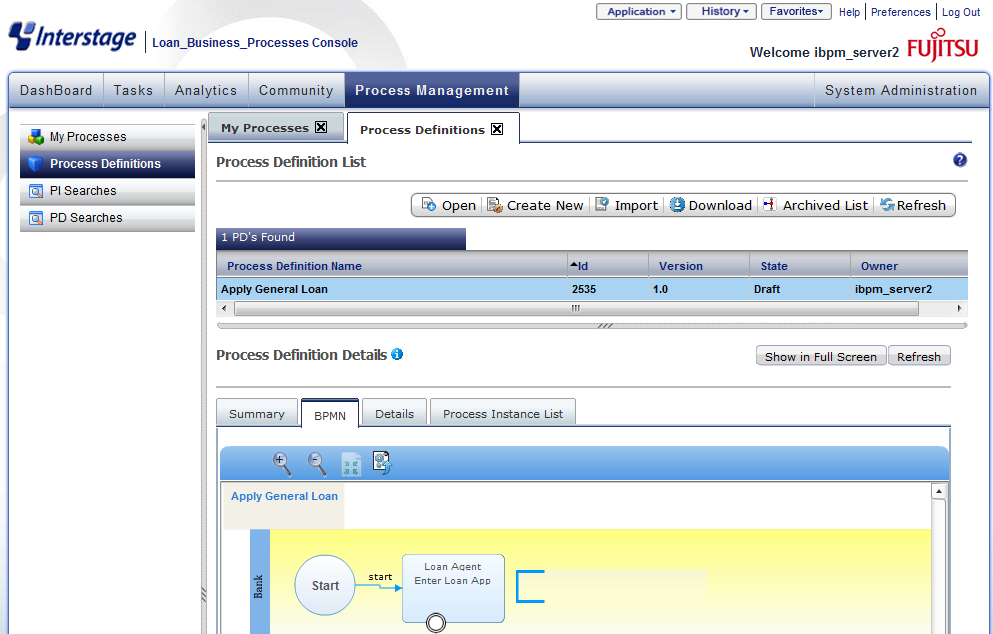 Application History Favorites Help Preferences Log Out
Interstage Loan_Business_Processes Console
Welcome ibpm_server2 FUJITSU
DashBoard Tasks Analytics Community Process Management System Administration
My Processes
Process Definitions
PI Searches
PD Searches
My Processes Process Definitions
Process Definition List
Open Create New Import Download Archived List Refresh
1 PD's Found
Process Definition Name Id Version State Owner
Apply General Loan 2535 1.0 Draft ibpm_server2
Process Definition Details
Show in Full Screen Refresh
Summary BPMN Details Process Instance List
Apply General Loan
Bank
Start
start
Loan Agent
Enter Loan App